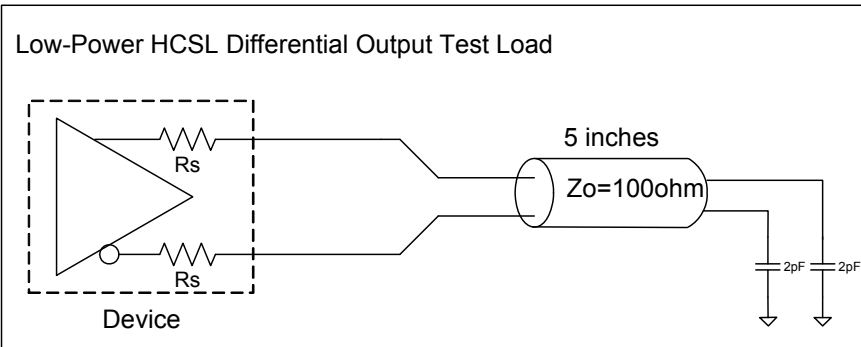 Low-Power HCSL Differential Output Test Load
Rs
Rs
Device
5 inches
Zo=100ohm
2pF
2pF